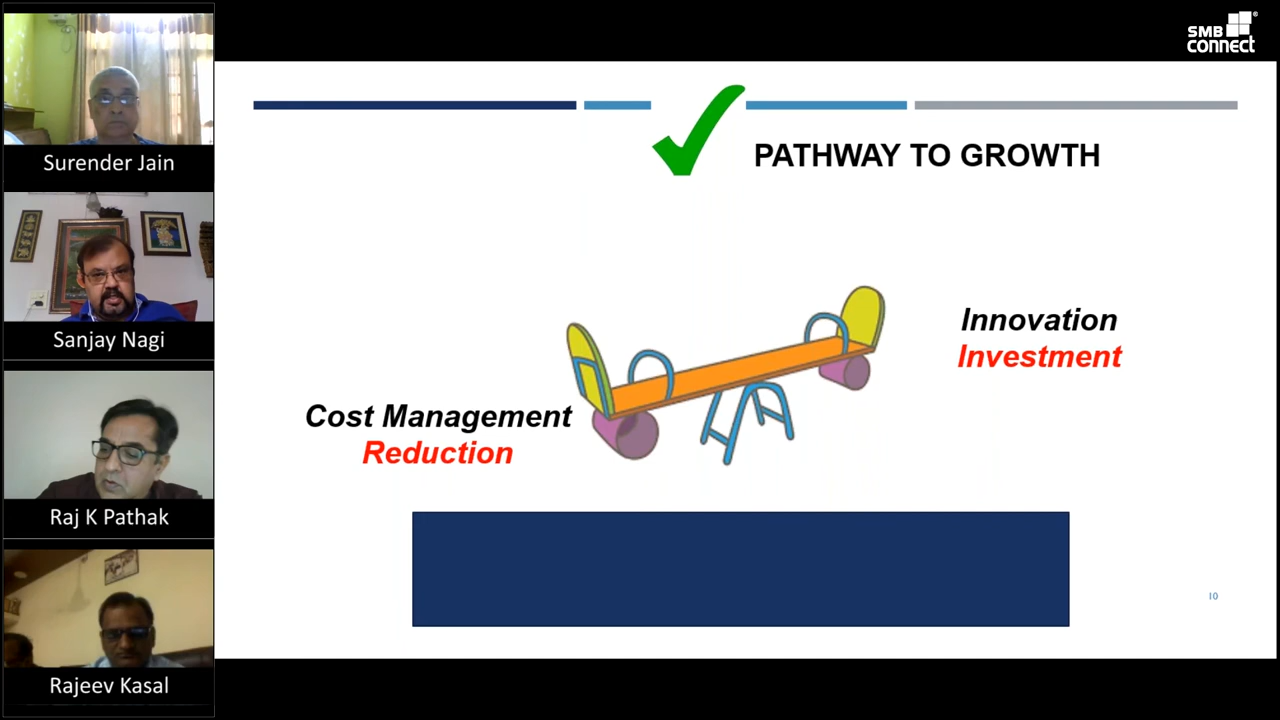 SMB
connect
PATHWAY TO GROWTH
Surender Jain
Innovation
Investment
Sanjay Nagi
Cost Management
Reduction
Raj K Pathak
10
Rajeev Kasal